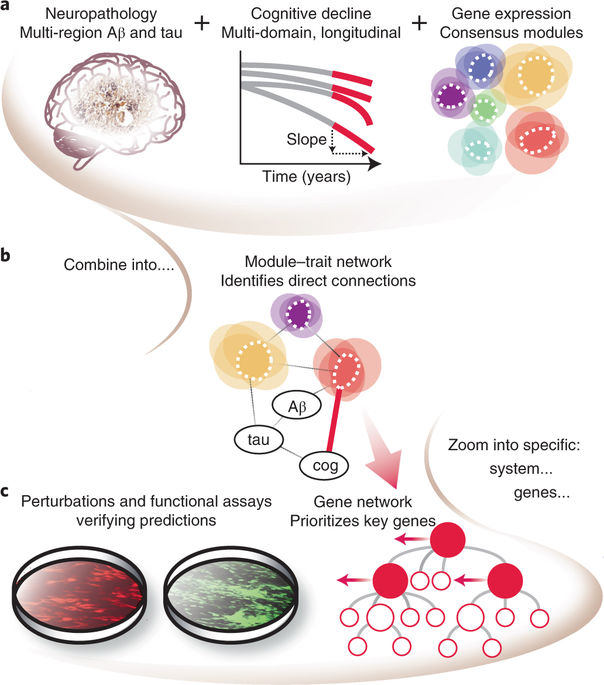 a
Neuropathology
Multi-region Aβ and tau
+
Cognitive decline
Multi-domain, longitudinal
+
Gene expression
Consensus modules
Slope
Time (years)
b
Combine into....
Module–trait network
Identifies direct connections
Aβ
tau
cog
Zoom into specific:
system...
genes...
c
Perturbations and functional assays
verifying predictions
Gene network
Prioritizes key genes